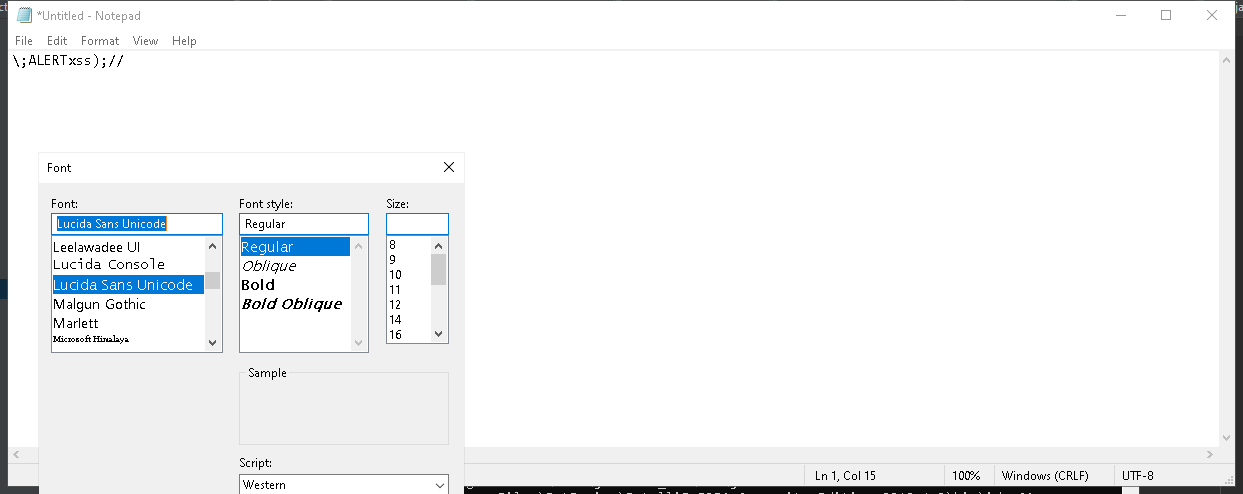 *Untitled - Notepad
File Edit Format View Help
\;ALERTxss);//
Font
Font: Font style: Size:
Lucida Sans Unicode Regular
Leelawadee UI
Lucida Console
Lucida Sans Unicode
Malgun Gothic
Marlett
Microsoft Himalaya
Regular
Oblique
Bold
Bold Oblique
8
9
10
11
12
14
16
Sample
Script:
Western
Ln 1, Col 15 100% Windows (CRLF) UTF-8